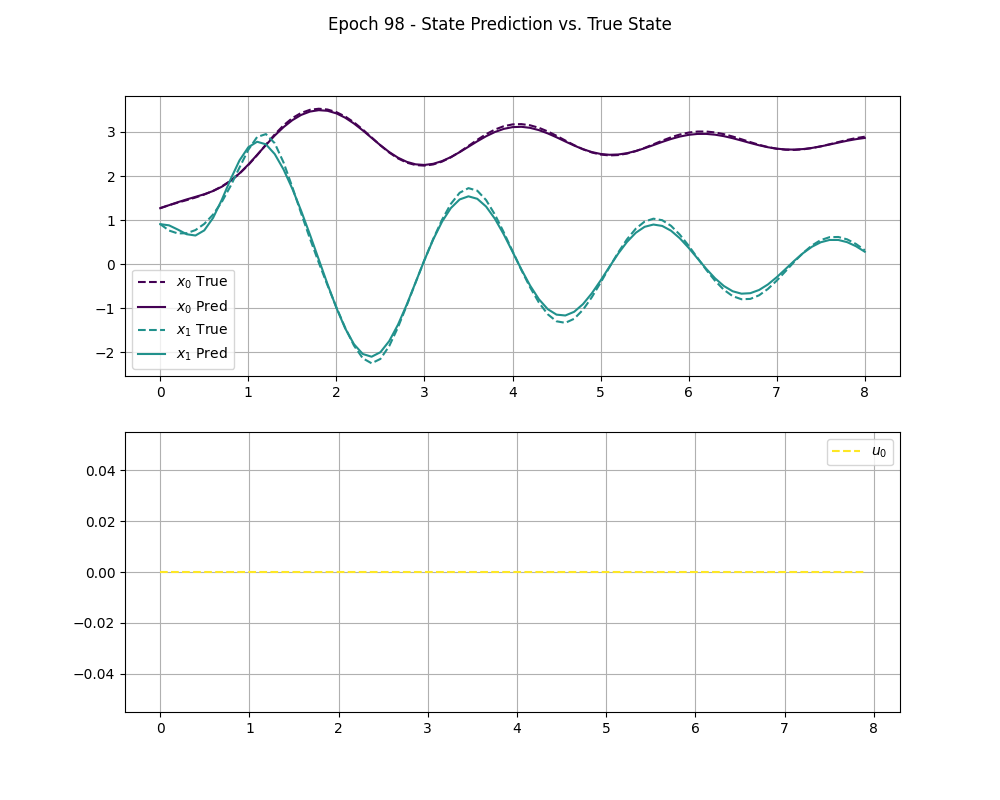 Epoch 98 - State Prediction vs. True State
3
2
1
0
−1
−2
x₀ True
x₀ Pred
x₁ True
x₁ Pred
0 1 2 3 4 5 6 7 8
0.04
0.02
0.00
−0.02
−0.04
u₀
0 1 2 3 4 5 6 7 8